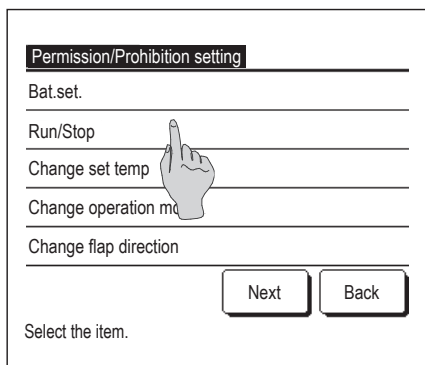 Permission/Prohibition setting
Bat.set.
Run/Stop
Change set temp
Change operation
Change flap direction
Next Back
Select the item.